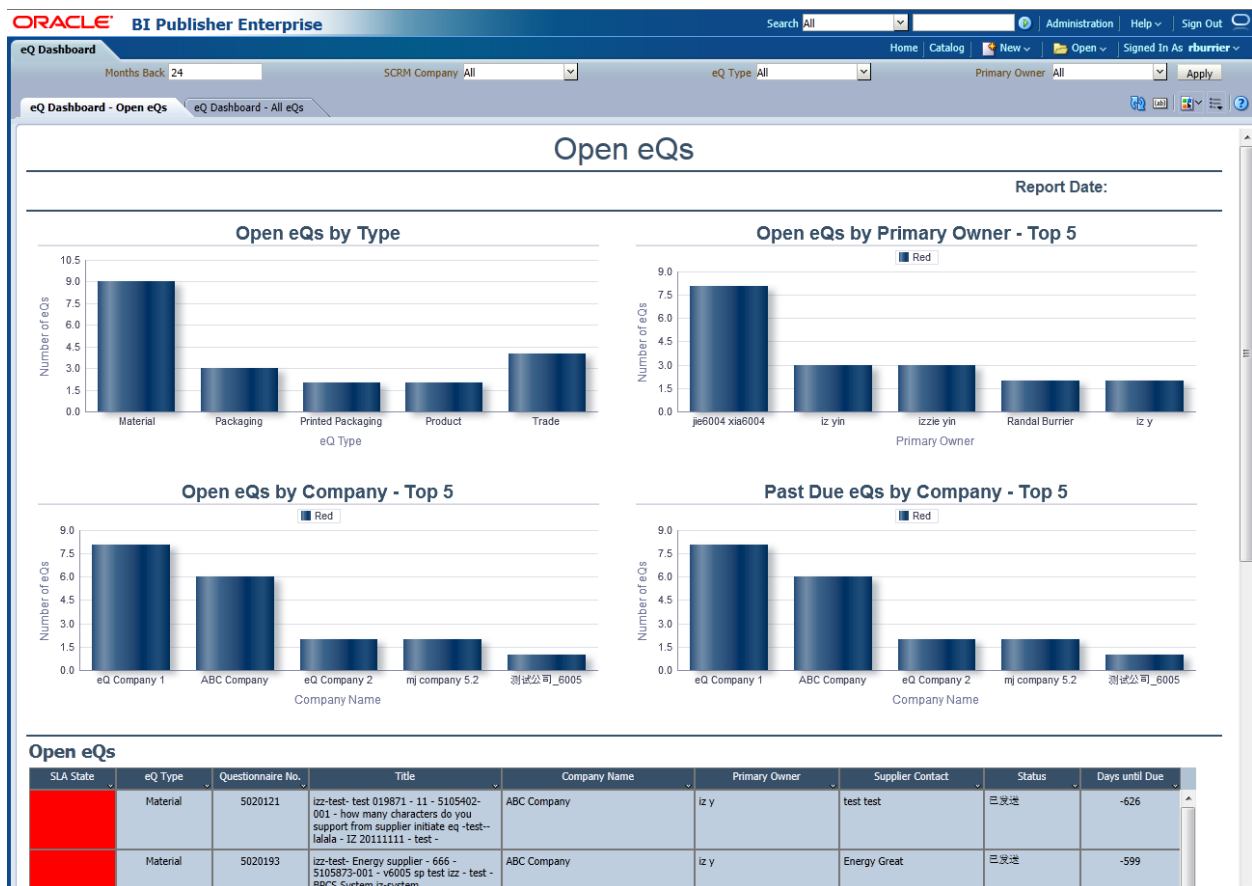 ORACLE BI Publisher Enterprise
Search All Administration Help Sign Out
eQ Dashboard
Home Catalog New Open Signed In As rburrier
Months Back 24 SCRM Company All eQ Type All Primary Owner All Apply
eQ Dashboard - Open eQs eQ Dashboard - All eQs
Open eQs
Report Date:
Open eQs by Type
10.5
9.0
7.5
6.0
4.5
3.0
1.5
0.0
Number of eQs
Material Packaging Printed Packaging Product Trade
eQ Type
Open eQs by Primary Owner - Top 5
Red
9.0
7.5
6.0
4.5
3.0
1.5
0.0
Number of eQs
jie6004 xia6004 iz yin izzie yin Randal Burrier iz y
Primary Owner
Open eQs by Company - Top 5
Red
9.0
7.5
6.0
4.5
3.0
1.5
0.0
Number of eQs
eQ Company 1 ABC Company eQ Company 2 mj company 5.2 测试公司_6005
Company Name
Past Due eQs by Company - Top 5
Red
9.0
7.5
6.0
4.5
3.0
1.5
0.0
Number of eQs
eQ Company 1 ABC Company eQ Company 2 mj company 5.2 测试公司_6005
Company Name
Open eQs
SLA State eQ Type Questionnaire No. Title Company Name Primary Owner Supplier Contact Status Days until Due
Material 5020121 izz-test- test 019871 - 11 - 5105402- ABC Company iz y test test 已发送 -626
001 - how many characters do you
support from supplier initiate eq -test--
lalala - IZ 20111111 - test -
Material 5020193 izz-test- Energy supplier - 666 - ABC Company iz y Energy Great 已发送 -599
5105873-001 - v6005 sp test izz - test -
BPCS System iz-system